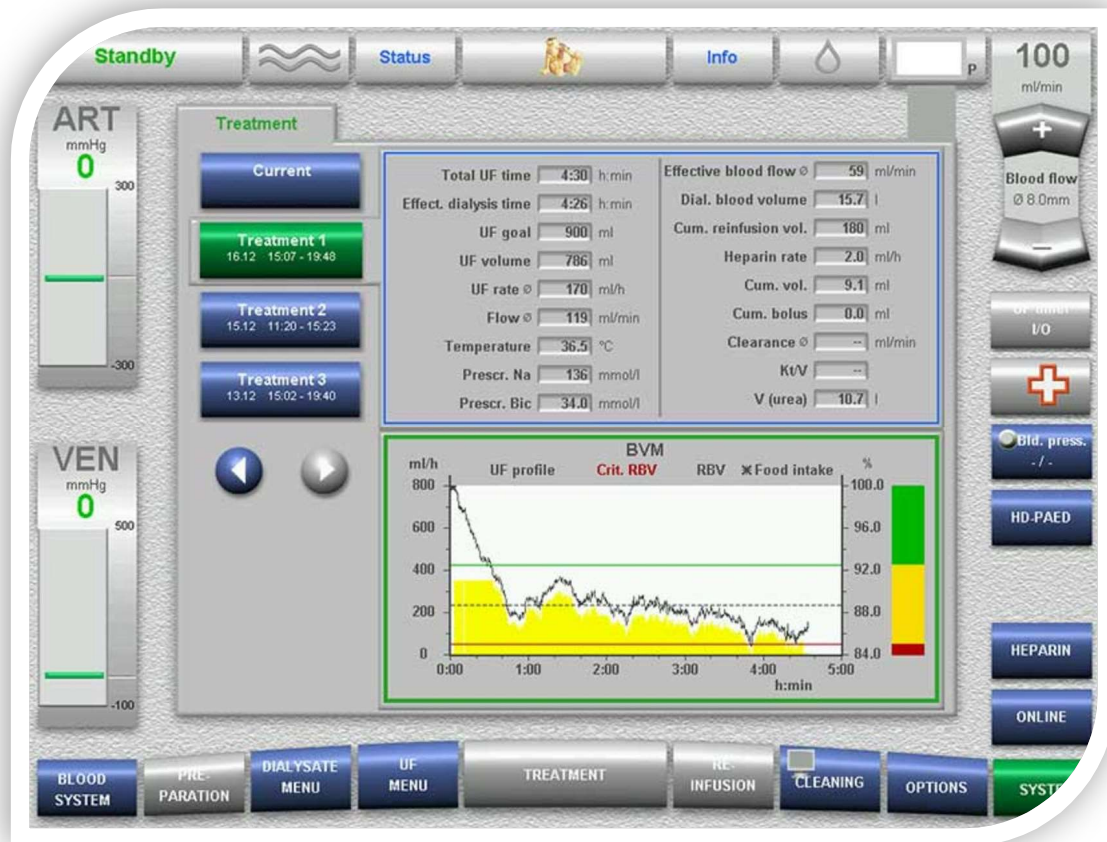 Standby
Status
Info
P
100
ml/min
+
Blood flow
Ø 8.0mm
–
ART
mmHg
0
300
-300
VEN
mmHg
0
500
-100
Treatment
Current
Treatment 1
16.12 15:07 - 19:48
Treatment 2
15.12 11:20 - 15:23
Treatment 3
13.12 15:02 - 19:40
Total UF time 4:30 h:min
Effect. dialysis time 4:26 h:min
UF goal 900 ml
UF volume 786 ml
UF rate Ø 170 ml/h
Flow Ø 119 ml/min
Temperature 36.5 °C
Prescr. Na 136 mmol/l
Prescr. Bic 34.0 mmol/l
Effective blood flow Ø 59 ml/min
Dial. blood volume 15.7 l
Cum. reinfusion vol. 180 ml
Heparin rate 2.0 ml/h
Cum. vol. 9.1 ml
Cum. bolus 0.0 ml
Clearance Ø -- ml/min
Kt/V --
V (urea) 10.7 l
BVM
ml/h UF profile Crit. RBV RBV ӿ Food intake %
800 100.0
600 96.0
400 92.0
200 88.0
0 84.0
0:00 1:00 2:00 3:00 4:00 5:00
h:min
I/O
Bld. press.
- / -
HD-PAED
HEPARIN
ONLINE
BLOOD
SYSTEM
PRE-
PARATION
DIALYSATE
MENU
UF
MENU
TREATMENT
RE-
INFUSION
CLEANING
OPTIONS